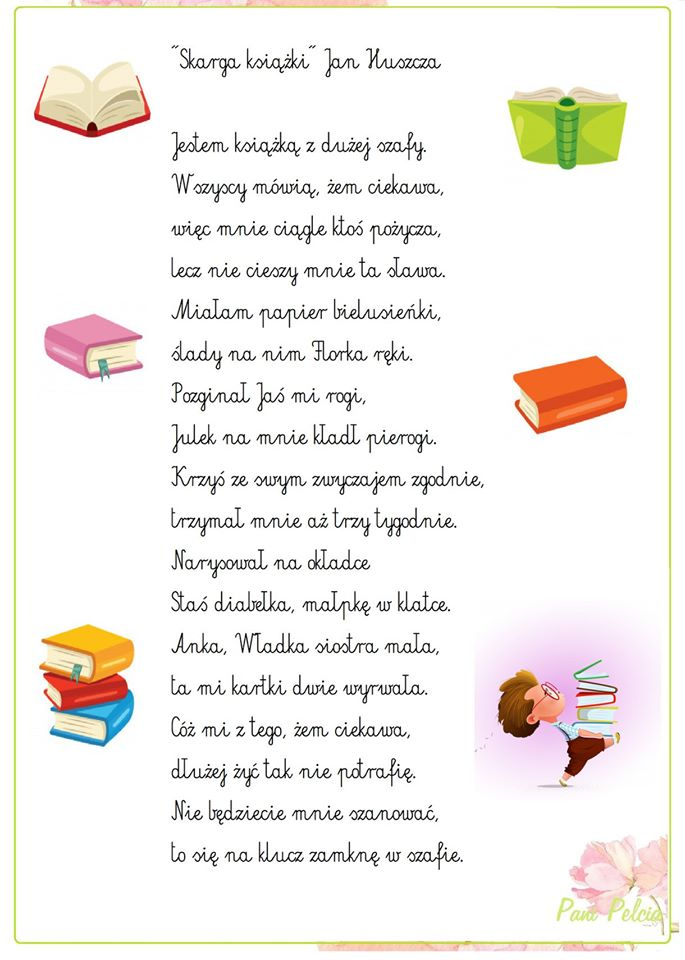 "Skarga książki" Jan Huszcza
Jestem książką z dużej szafy.
Wszyscy mówią, żem ciekawa,
więc mnie ciągle ktoś pożycza,
lecz nie cieszy mnie ta sława.
Miałam papier bielusieńki,
ślady na nim Florka ręki.
Pozginał Jaś mi rogi,
Julek na mnie kładł pierogi.
Krzyś ze swym zwyczajem zgodnie,
trzymał mnie aż trzy tygodnie.
Narysował na okładce
Staś diabełka, małpkę w klatce.
Anka, Władka siostra mała,
ta mi kartki dwie wyrwała.
Cóż mi z tego, żem ciekawa,
dłużej żyć tak nie potrafię.
Nie będziecie mnie szanować,
to się na klucz zamknę w szafie.
Pani Pelcia